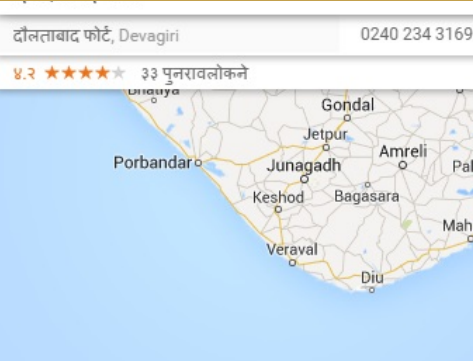 दौलताबाद फोर्ट, Devagiri 0240 234 3169
४.२ ३३ पुनरावलोकने
Bhatiya
Gondal
Jetpur
Porbandar
Junagadh
Amreli
Keshod
Bagasara
Veraval
Diu